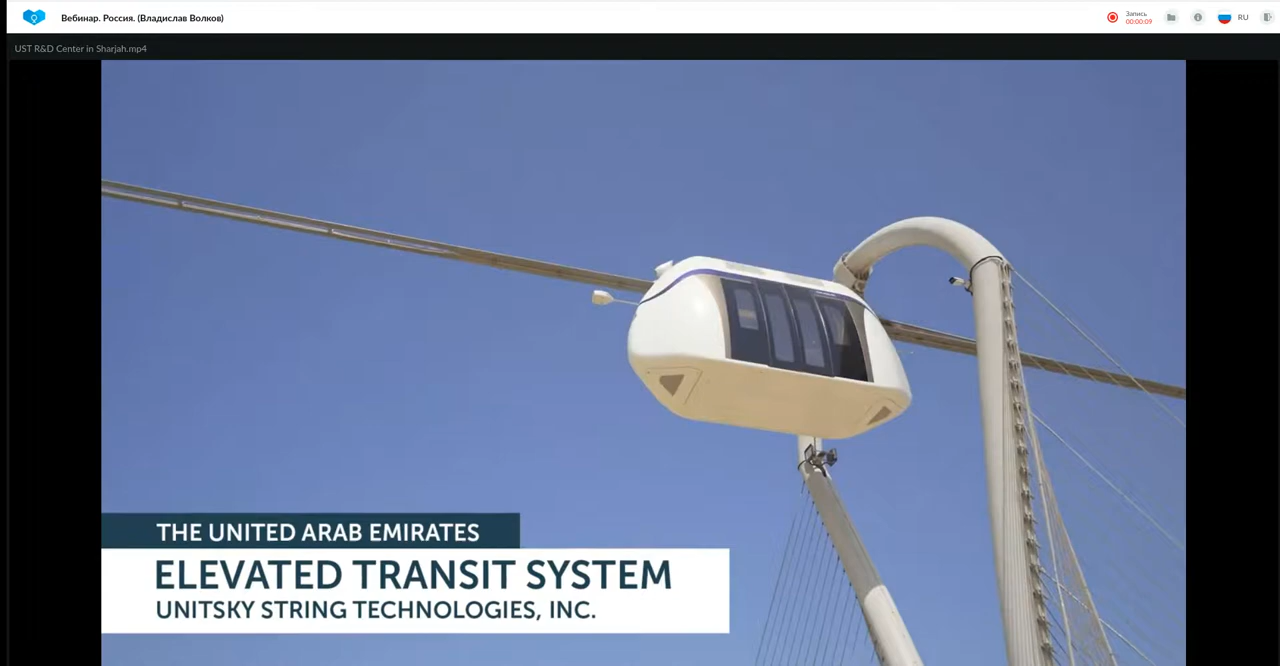 Вебинар. Россия. (Владислав Волков)
Запись
00:00:09
RU
UST R&D Center in Sharjah.mp4
THE UNITED ARAB EMIRATES
ELEVATED TRANSIT SYSTEM
UNITSKY STRING TECHNOLOGIES, INC.